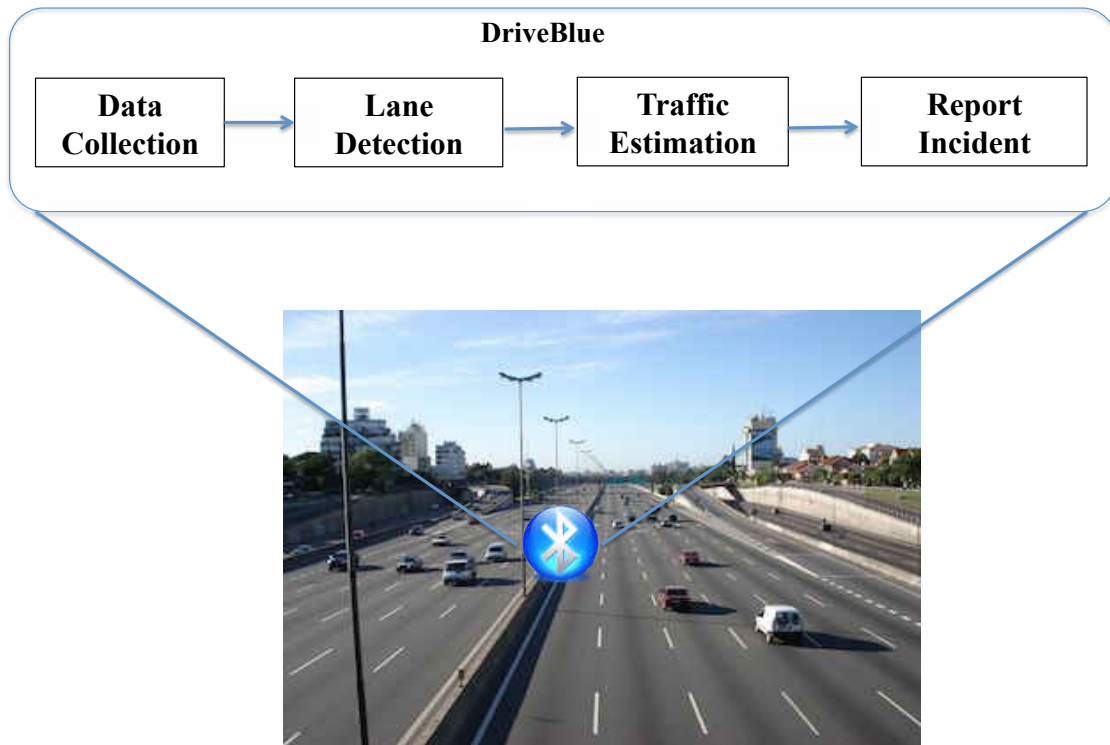 DriveBlue
Data
Collection
Lane
Detection
Traffic
Estimation
Report
Incident